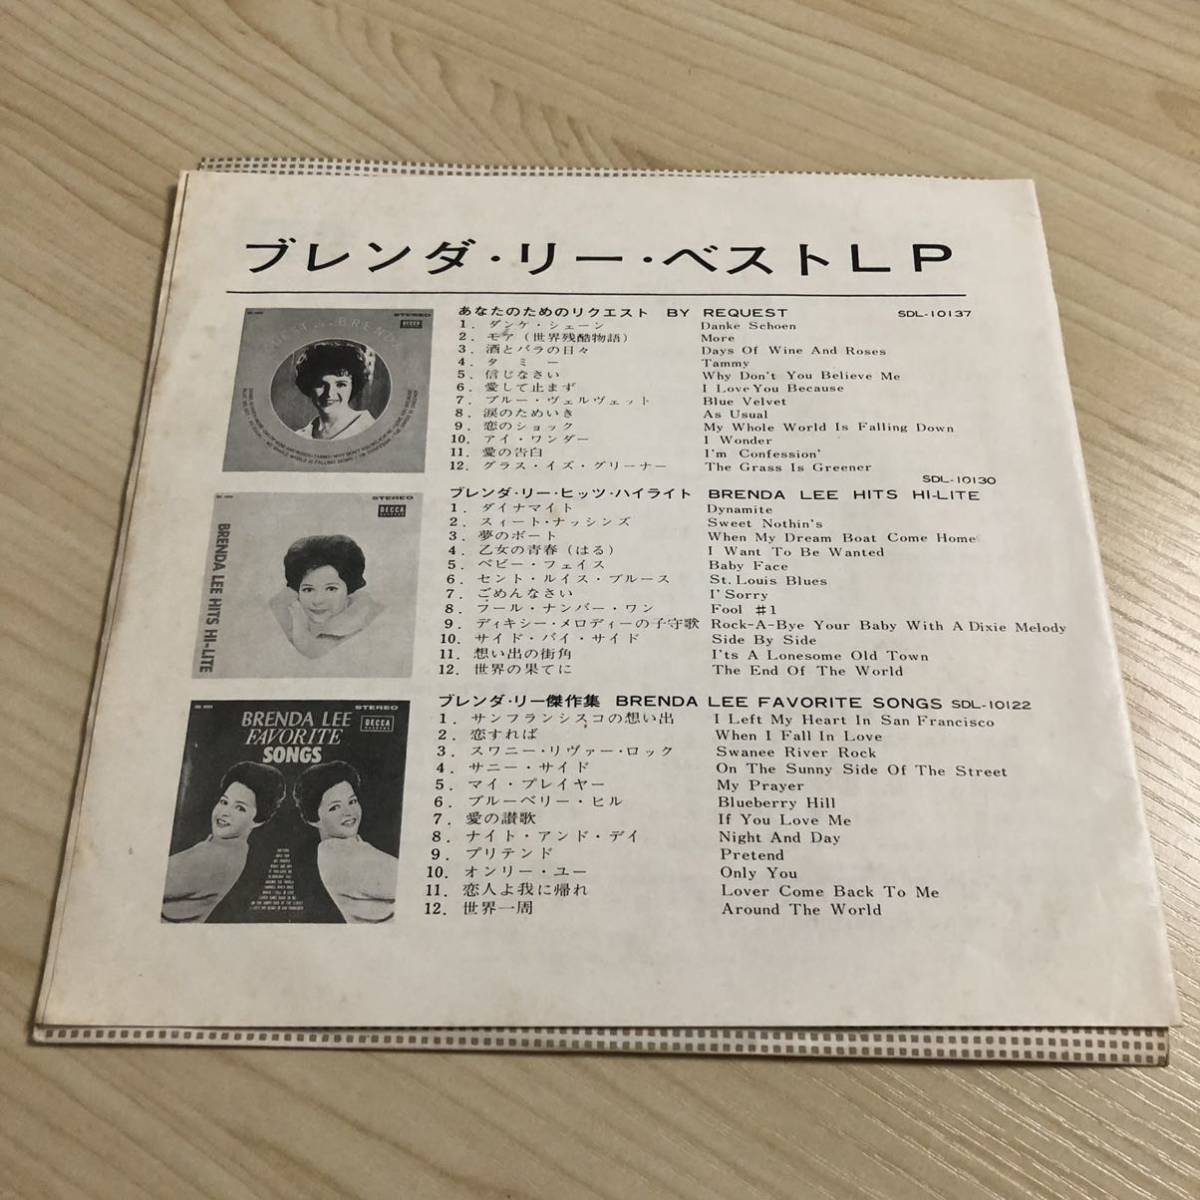 ブレンダ・リー・ベストLP
あなたのためのリクエスト BY REQUEST SDL-10137
1. ダンケ・シェーン Danke Schoen
2. モア(世界残酷物語) More
3. 酒とバラの日々 Days Of Wine And Roses
4. タミー Tammy
5. 信じなさい Why Don't You Believe Me
6. 愛して止まず I Love You Because
7. ブルー・ヴェルヴェット Blue Velvet
8. 涙のためいき As Usual
9. 恋のショック My Whole World Is Falling Down
10. アイ・ワンダー I Wonder
11. 愛の告白 I'm Confession'
12. グラス・イズ・グリーナー The Grass Is Greener
SDL-10130
ブレンダ・リー・ヒッツ・ハイライト BRENDA LEE HITS HI-LITE
1. ダイナマイト Dynamite
2. スィート・ナッシンズ Sweet Nothin's
3. 夢のボート When My Dream Boat Come Home
4. 乙女の青春(はる) I Want To Be Wanted
5. ベビー・フェイス Baby Face
6. セント・ルイス・ブルース St. Louis Blues
7. ごめんなさい I' Sorry
8. フール・ナンバー・ワン Fool #1
9. ディキシー・メロディーの子守歌 Rock-A-Bye Your Baby With A Dixie Melody
10. サイド・バイ・サイド Side By Side
11. 想い出の街角 I'ts A Lonesome Old Town
12. 世界の果てに The End Of The World
ブレンダ・リー傑作集 BRENDA LEE FAVORITE SONGS SDL-10122
1. サンフランシスコの想い出 I Left My Heart In San Francisco
2. 恋すれば When I Fall In Love
3. スワニー・リヴァー・ロック Swanee River Rock
4. サニー・サイド On The Sunny Side Of The Street
5. マイ・プレイヤー My Prayer
6. ブルーベリー・ヒル Blueberry Hill
7. 愛の讃歌 If You Love Me
8. ナイト・アンド・デイ Night And Day
9. プリテンド Pretend
10. オンリー・ユー Only You
11. 恋人よ我に帰れ Lover Come Back To Me
12. 世界一周 Around The World
STEREO
DECCA
STEREO
DECCA
BRENDA LEE HITS HI-LITE
STEREO
DECCA
BRENDA LEE
FAVORITE
SONGS